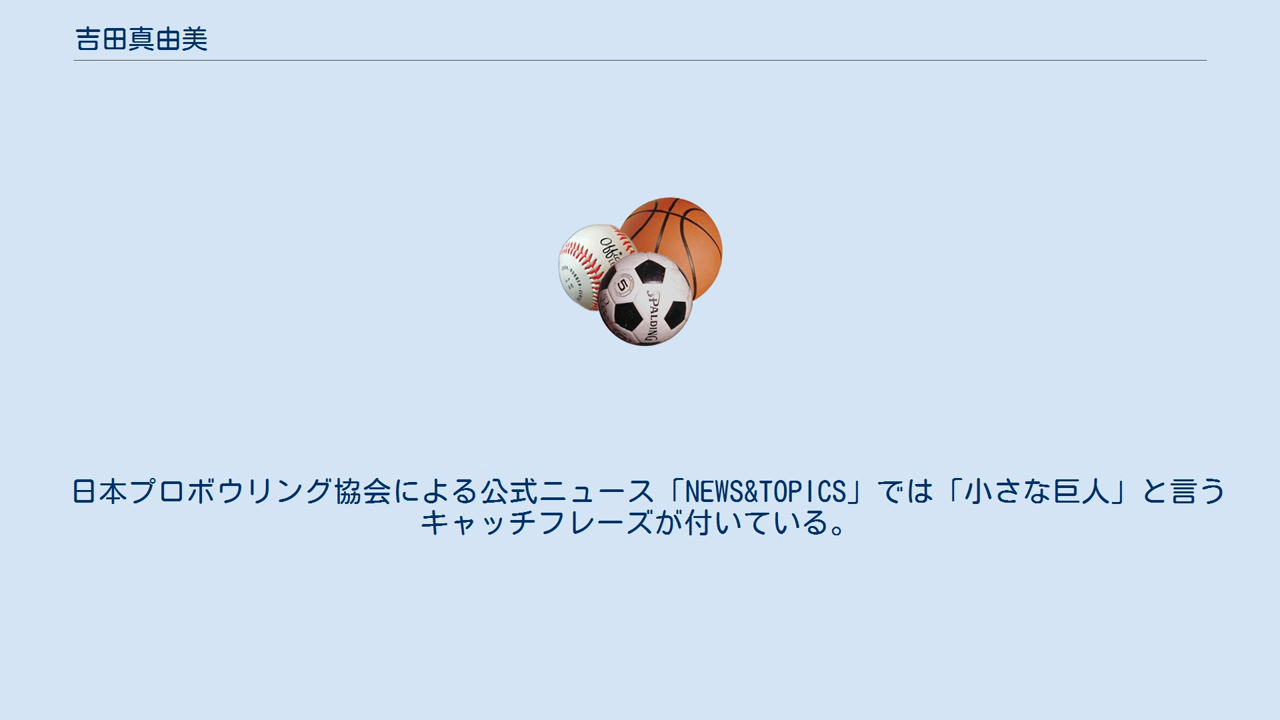 吉田真由美
SPALDING
5
日本プロボウリング協会による公式ニュース「NEWS&TOPICS」では「小さな巨人」と言う
キャッチフレーズが付いている。